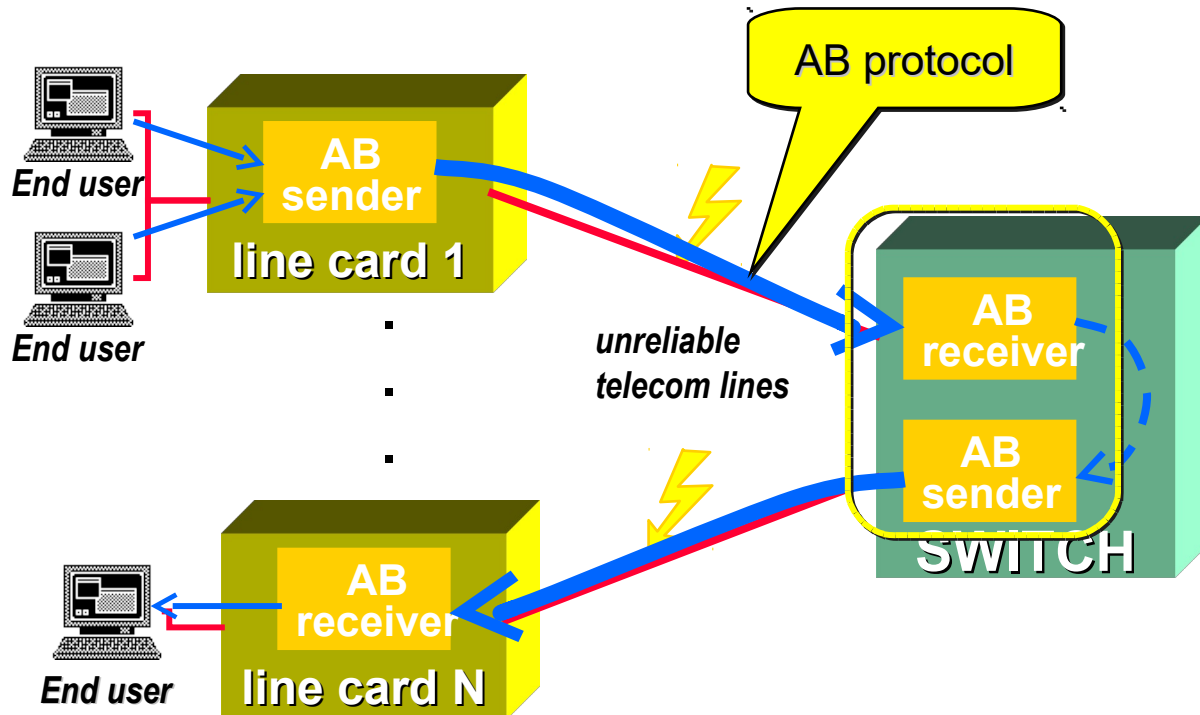 AB protocol
End user
AB
sender
line card 1
End user
unreliable
telecom lines
AB
receiver
AB
sender
SWITCH
AB
receiver
line card N
End user